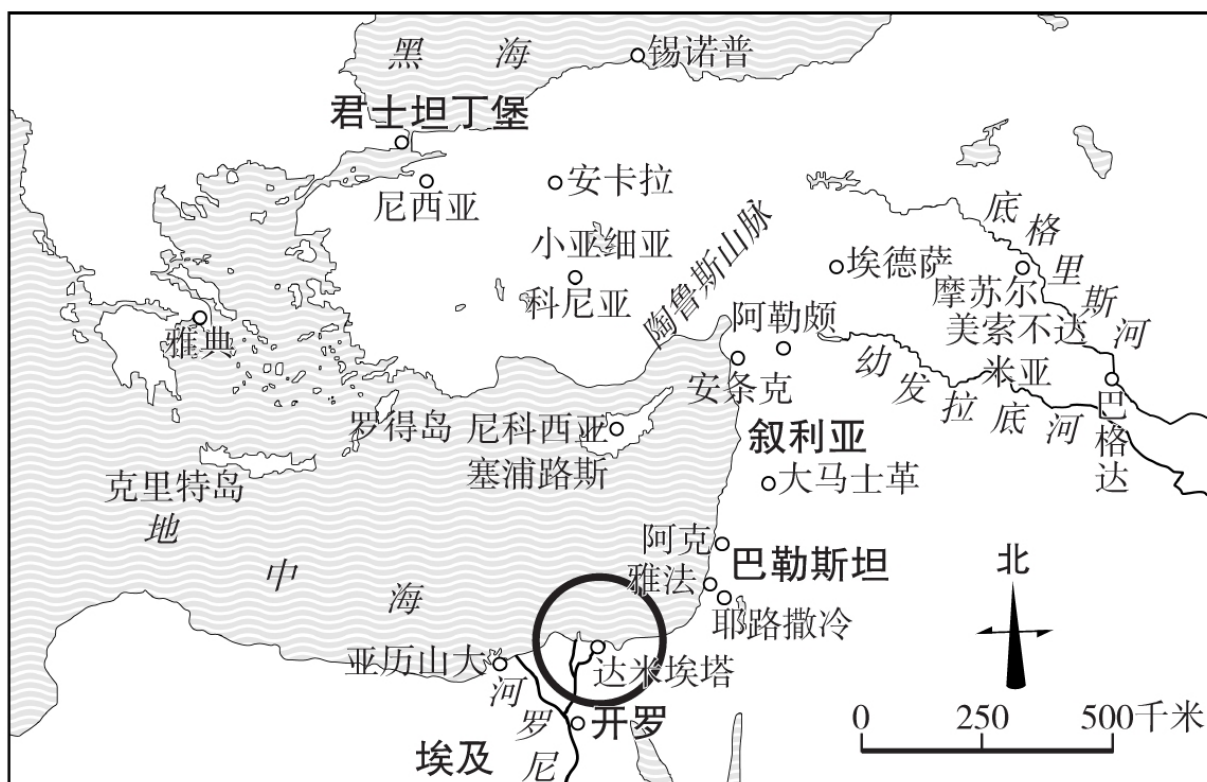 黑海
锡诺普
君士坦丁堡
尼西亚
安卡拉
小亚细亚
科尼亚
陶鲁斯山脉
埃德萨
底格里斯河
摩苏尔
美索不达
米亚
雅典
阿勒颇
安条克
幼发拉底河
巴格达
罗得岛
尼科西亚
塞浦路斯
叙利亚
大马士革
克里特岛
地中海
阿克
巴勒斯坦
雅法
耶路撒冷
北
亚历山大
达米埃塔
河罗尼
开罗
埃及
0 250 500千米